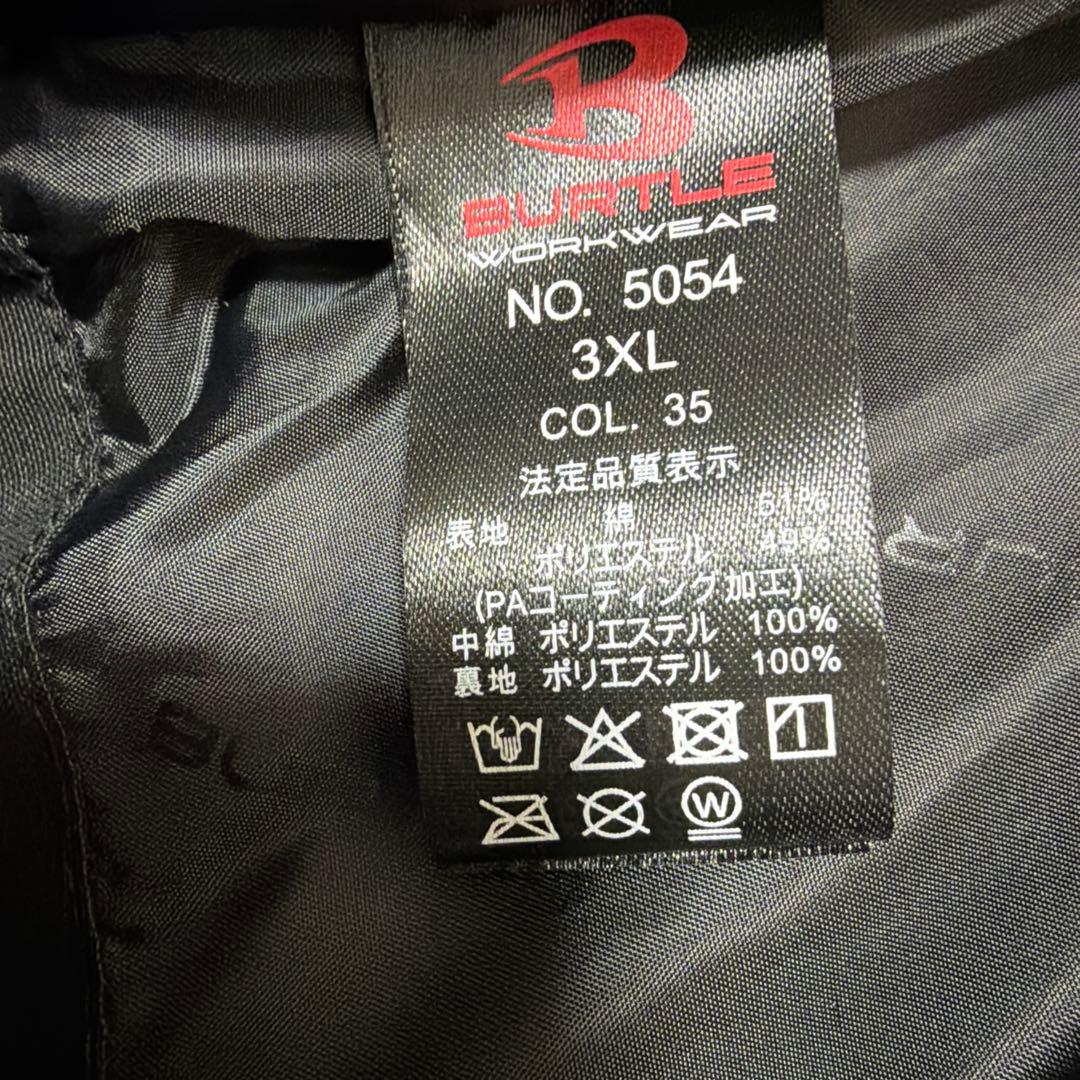 B
BURTLE
WORKWEAR
NO. 5054
3XL
COL. 35
法定品質表示
表地 綿 51%
ポリエステル 49%
(PAコーティング加工)
中綿 ポリエステル 100%
裏地 ポリエステル 100%
W